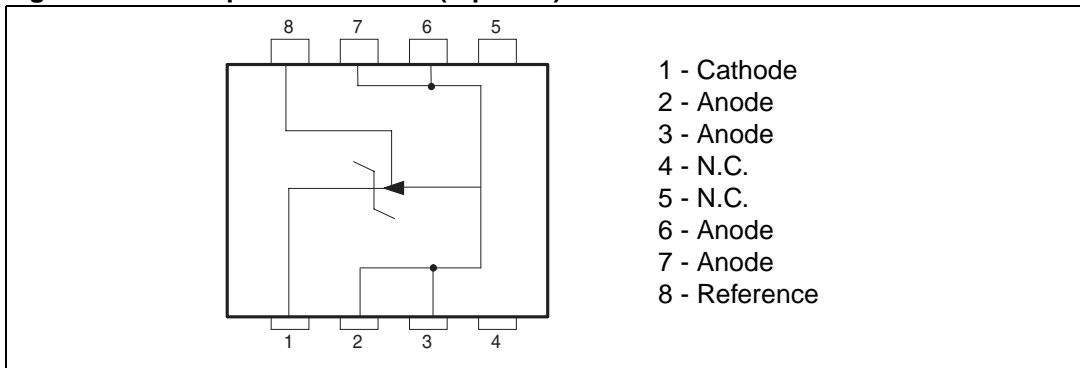 8 7 6 5
1 2 3 4
1 - Cathode
2 - Anode
3 - Anode
4 - N.C.
5 - N.C.
6 - Anode
7 - Anode
8 - Reference